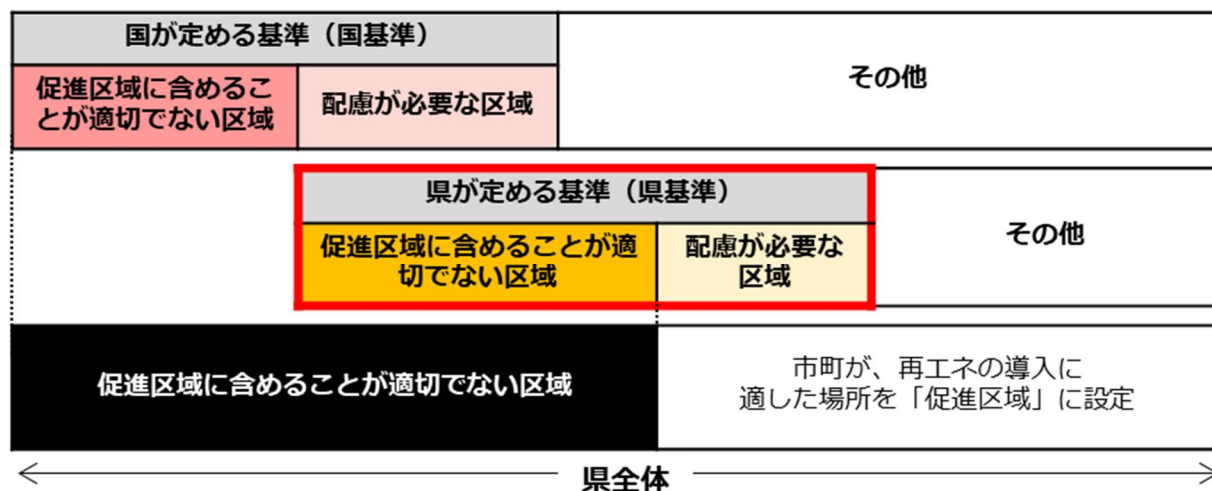 国が定める基準（国基準）
その他
促進区域に含めるこ
とが適切でない区域
配慮が必要な区域
県が定める基準（県基準）
その他
促進区域に含めることが適
切でない区域
配慮が必要な
区域
促進区域に含めることが適切でない区域
市町が、再エネの導入に
適した場所を「促進区域」に設定
県全体